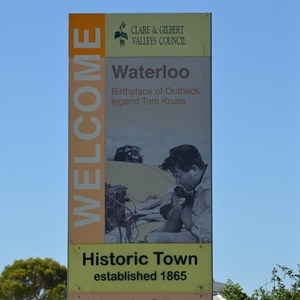 CLARE & GILBERT
VALLEYS COUNCIL
WELCOME
Waterloo
Birthplace of Outback
legend Tom Kruse
Historic Town
established 1865